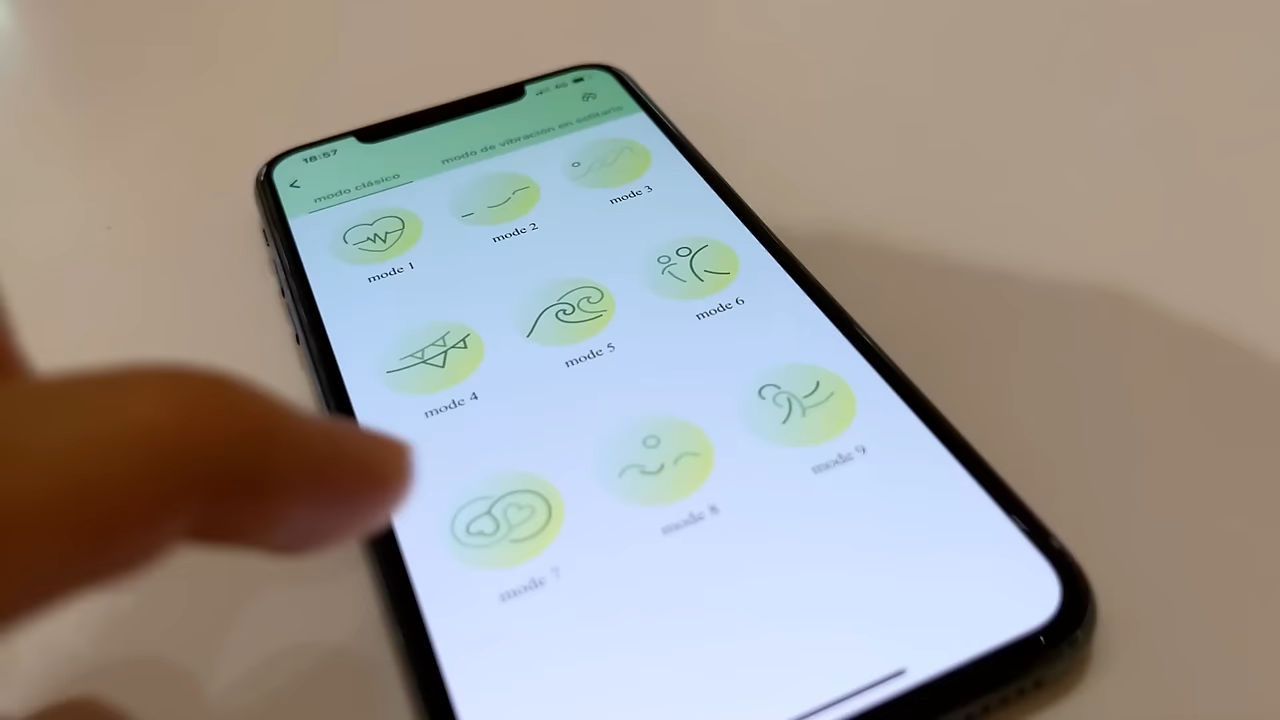 18:57
4G
modo clásico
modo de vibración en solitario
mode 1
mode 2
mode 3
mode 4
mode 5
mode 6
mode 7
mode 8
mode 9